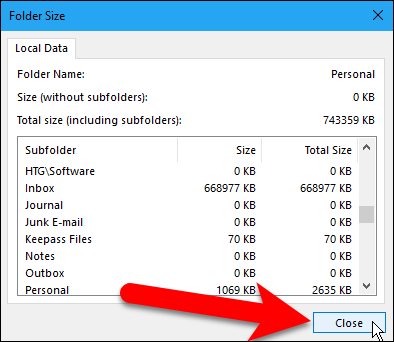 Folder Size
Local Data
Folder Name: Personal
Size (without subfolders): 0 KB
Total size (including subfolders): 743359 KB
Subfolder Size Total Size
HTG\Software 0 KB 0 KB
Inbox 668977 KB 668977 KB
Journal 0 KB 0 KB
Junk E-mail 0 KB 0 KB
Keepass Files 70 KB 70 KB
Notes 0 KB 0 KB
Outbox 0 KB 0 KB
Personal 1069 KB 2635 KB
Close